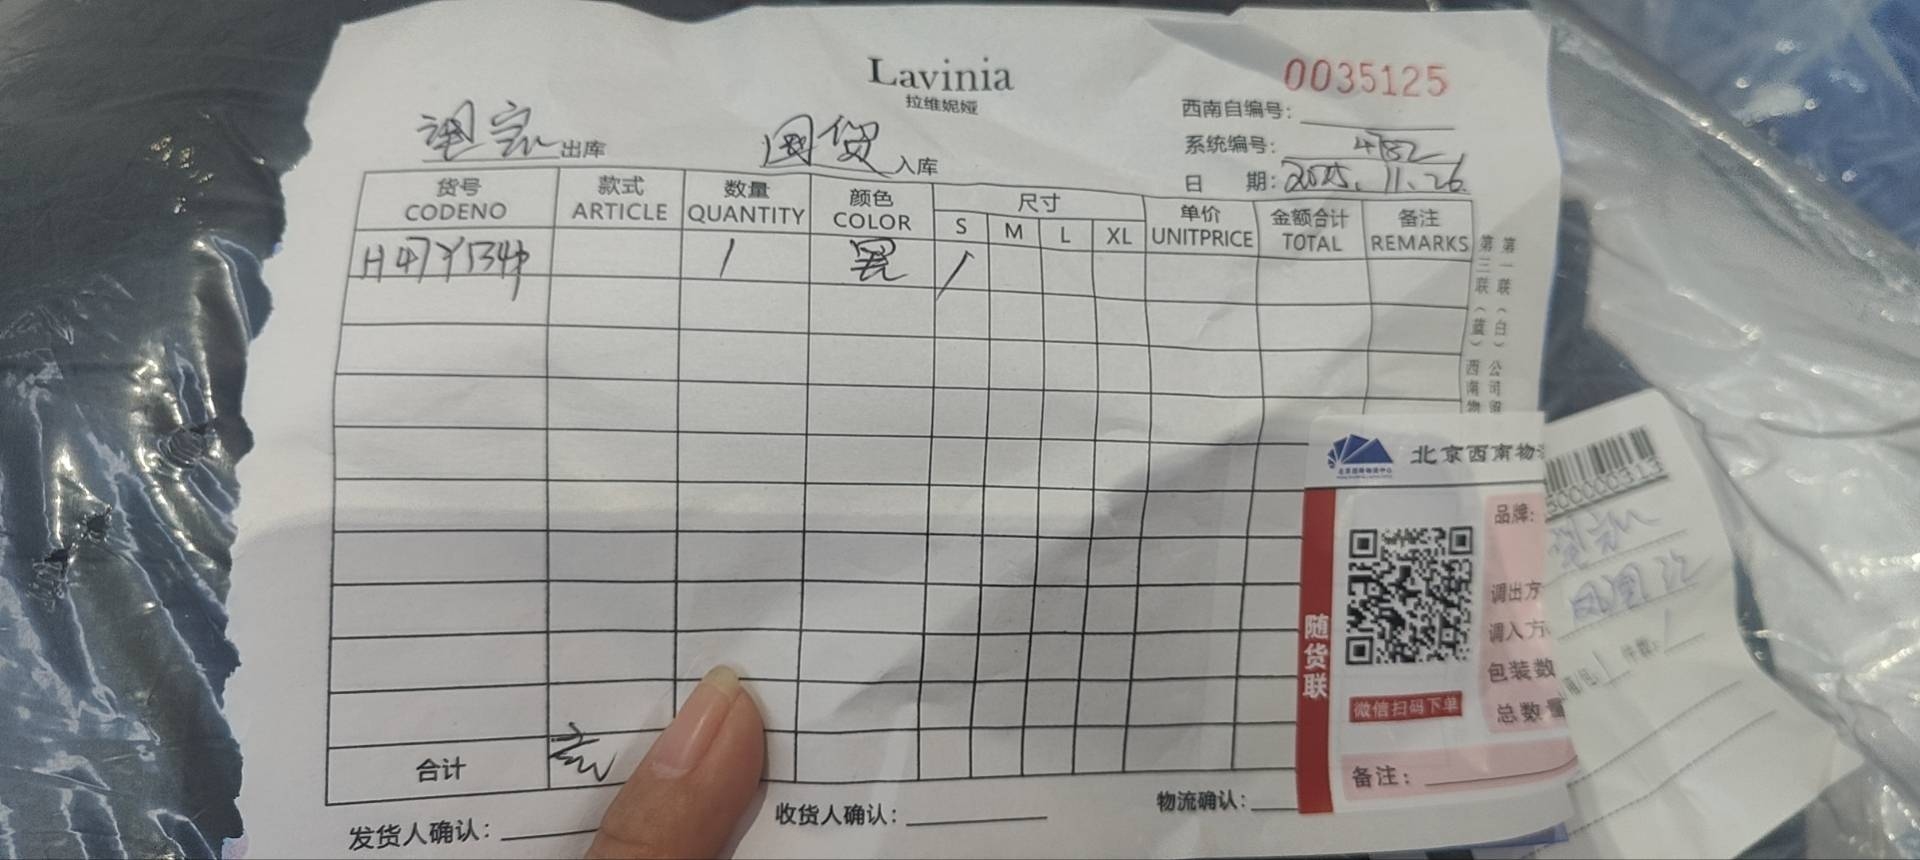 Lavinia
拉维妮娅
0035125
西南自编号:
出库
国贸 入库
系统编号:
日 期: 2025.11.26
货号 款式 数量 颜色 尺寸 单价 金额合计 备注
CODENO ARTICLE QUANTITY COLOR S M L XL UNITPRICE TOTAL REMARKS
1 黑 /
第一联(白)公司
第三联(蓝)西南物
合计
发货人确认:
收货人确认:
物流确认:
北京西南物
品牌:
调出方
调入方
包装数
总数量
随货联
微信扫码下单
备注:
件数: 1